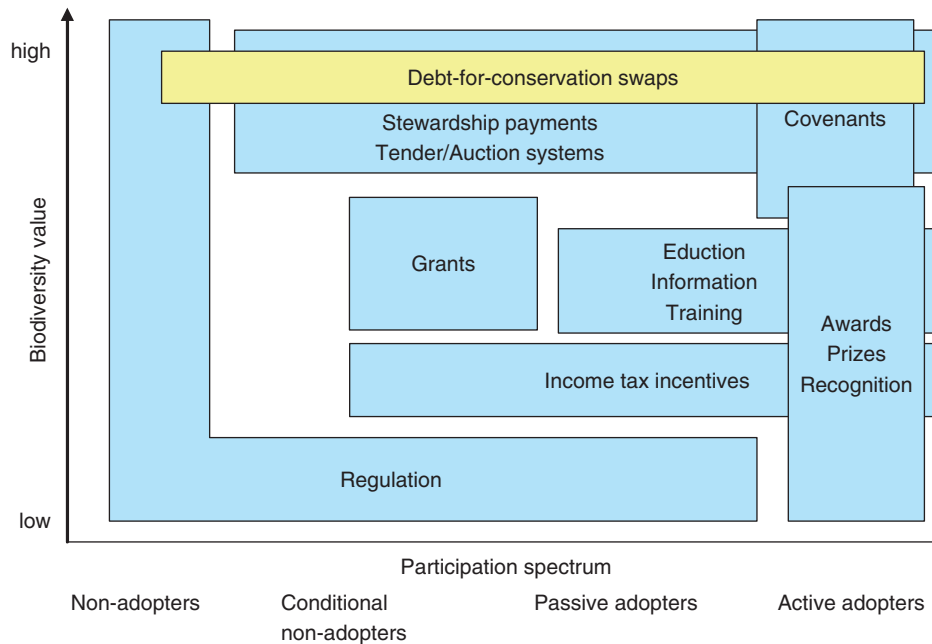 high
Debt-for-conservation swaps
Stewardship payments
Tender/Auction systems
Covenants
Biodiversity value
Grants
Eduction
Information
Training
Awards
Prizes
Recognition
Income tax incentives
Regulation
low
Participation spectrum
Non-adopters
Conditional
non-adopters
Passive adopters
Active adopters